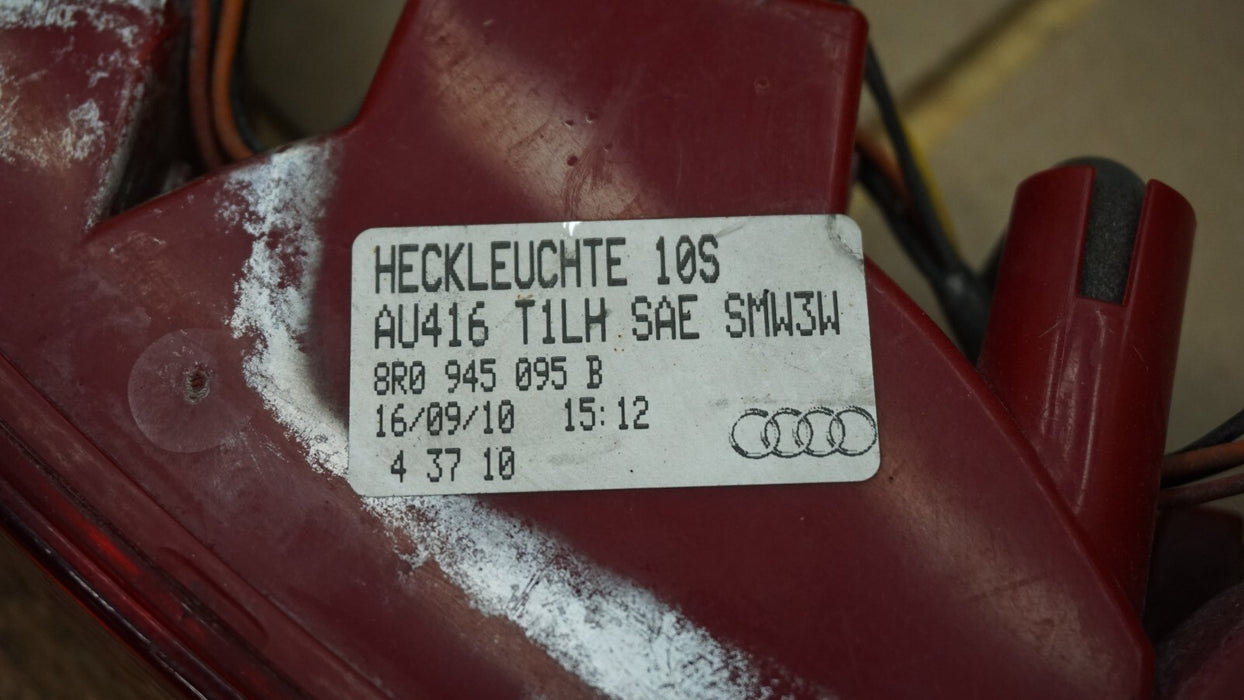 HECKLEUCHTE 10S
AU416 T1LH SAE SMW3W
8R0 945 095 B
16/09/10 15:12
4 37 10